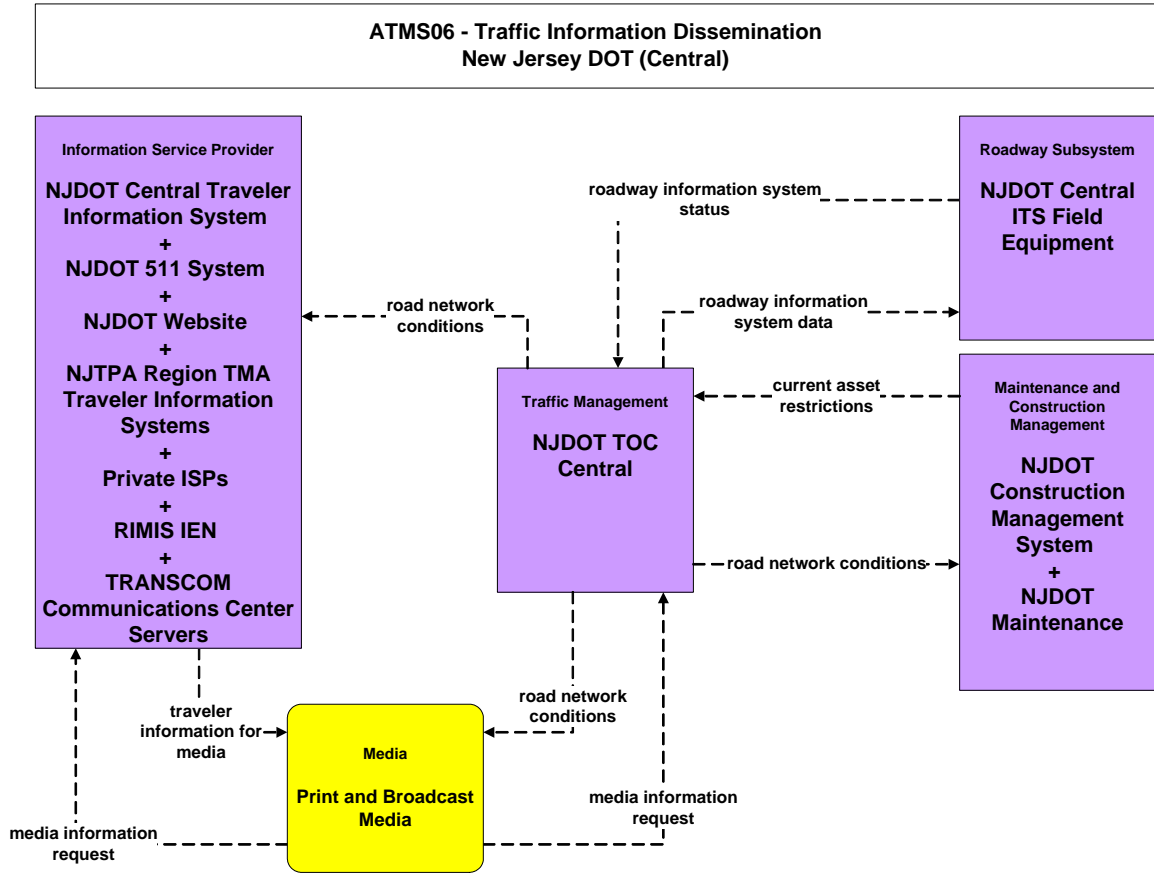 ATMS06 - Traffic Information Dissemination
New Jersey DOT (Central)
Information Service Provider
NJDOT Central Traveler
Information System
+
NJDOT 511 System
+
NJDOT Website
+
NJTPA Region TMA
Traveler Information
Systems
+
Private ISPs
+
RIMIS IEN
+
TRANSCOM
Communications Center
Servers
roadway information system
status
Roadway Subsystem
NJDOT Central
ITS Field
Equipment
road network
conditions
roadway information
system data
Traffic Management
NJDOT TOC
Central
current asset
restrictions
Maintenance and
Construction
Management
NJDOT
Construction
Management
System
+
NJDOT
Maintenance
road network conditions
traveler
information for
media
road network
conditions
Media
Print and Broadcast
Media
media information
request
media information
request